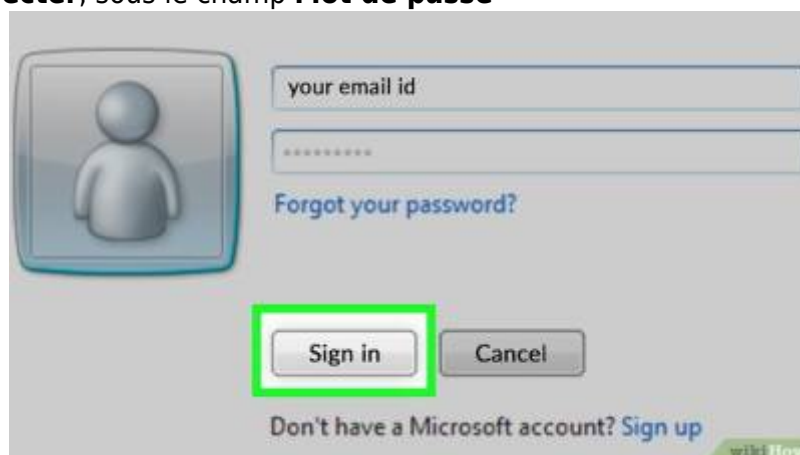 sous le champ Mot de passe
your email id
•••••••••
Forgot your password?
Sign in Cancel
Don't have a Microsoft account? Sign up
wikiHow